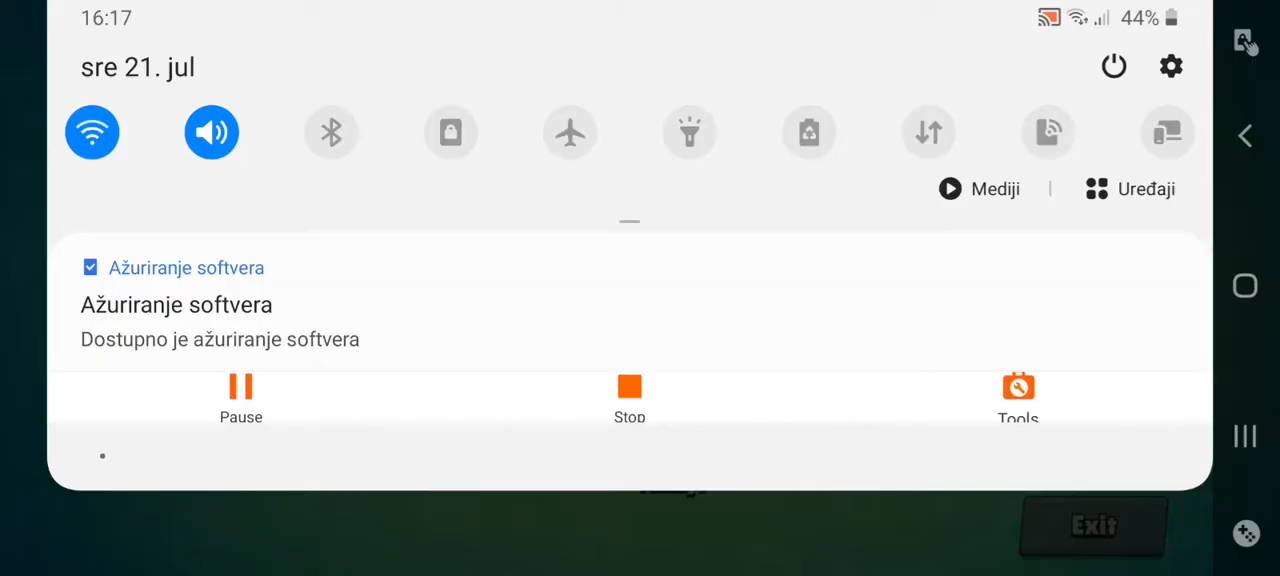 16:17
44%
sre 21. jul
Mediji
Uređaji
Ažuriranje softvera
Ažuriranje softvera
Dostupno je ažuriranje softvera
Pause
Stop
Tools
Exit